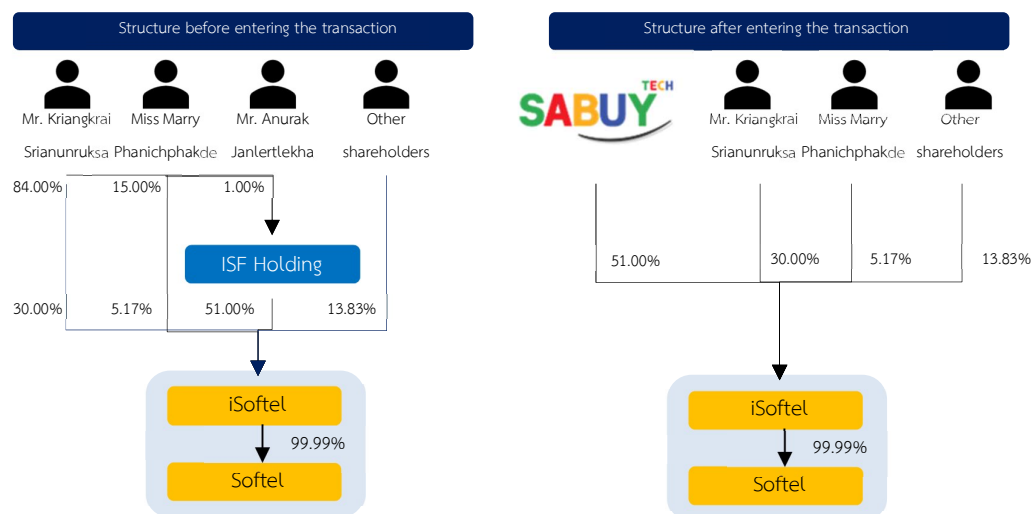 Structure before entering the transaction
Mr. Kriangkrai Miss Marry Mr. Anurak Other
Srianunruksa Phanichphakde Janlertlekha shareholders
84.00% 15.00% 1.00%
ISF Holding
30.00% 5.17% 51.00% 13.83%
iSoftel
99.99%
Softel
Structure after entering the transaction
SABUY TECH
Mr. Kriangkrai Miss Marry Other
Srianunruksa Phanichphakde shareholders
51.00% 30.00% 5.17% 13.83%
iSoftel
99.99%
Softel